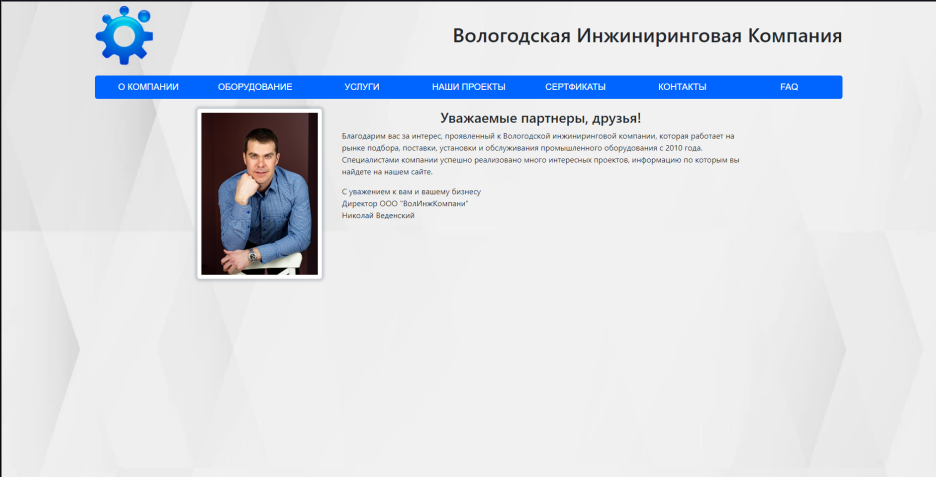 Вологодская Инжиниринговая Компания
О КОМПАНИИ ОБОРУДОВАНИЕ УСЛУГИ НАШИ ПРОЕКТЫ СЕРТФИКАТЫ КОНТАКТЫ FAQ
Уважаемые партнеры, друзья!
Благодарим вас за интерес, проявленный к Вологодской инжиниринговой компании, которая работает на
рынке подбора, поставки, установки и обслуживания промышленного оборудования с 2010 года.
Специалистами компании успешно реализовано много интересных проектов, информацию по которым вы
найдете на нашем сайте.
С уважением к вам и вашему бизнесу
Директор ООО "ВолИнжКомпани"
Николай Веденский